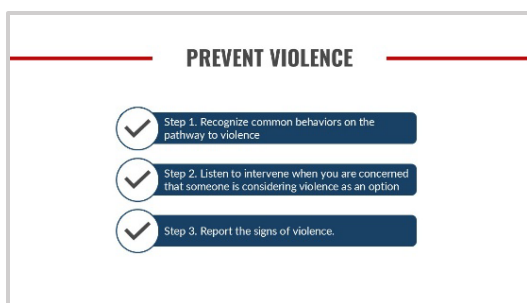 PREVENT VIOLENCE
Step 1. Recognize common behaviors on the
pathway to violence
Step 2. Listen to intervene when you are concerned
that someone is considering violence as an option
Step 3. Report the signs of violence.